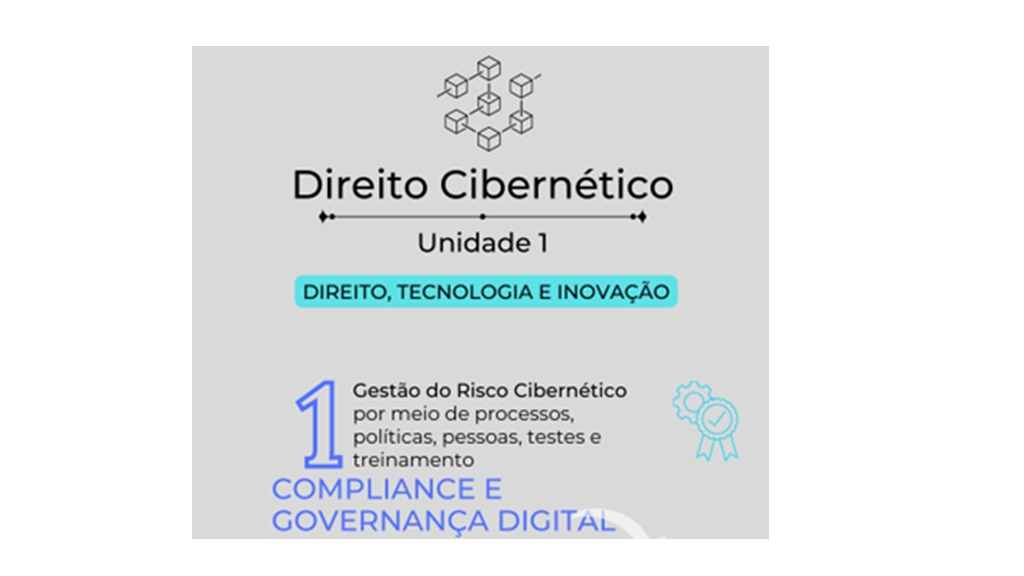 Direito Cibernético
Unidade 1
DIREITO, TECNOLOGIA E INOVAÇÃO
1
Gestão do Risco Cibernético
por meio de processos,
políticas, pessoas, testes e
treinamento
COMPLIANCE E
GOVERNANÇA DIGITAL